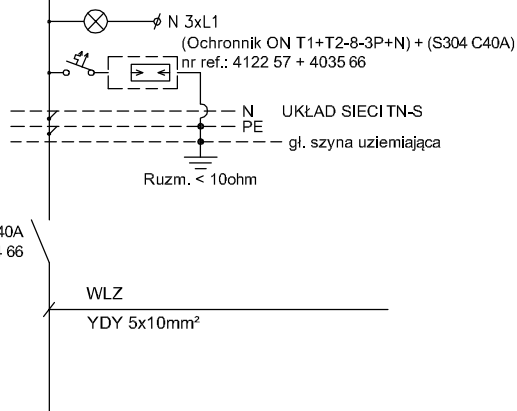 N 3xL1
(Ochronnik ON T1+T2-8-3P+N) + (S304 C40A)
nr ref.: 4122 57 + 4035 66
N UKŁAD SIECI TN-S
PE
gł. szyna uziemiająca
Ruzm. < 10ohm
40A
66
WLZ
YDY 5x10mm²